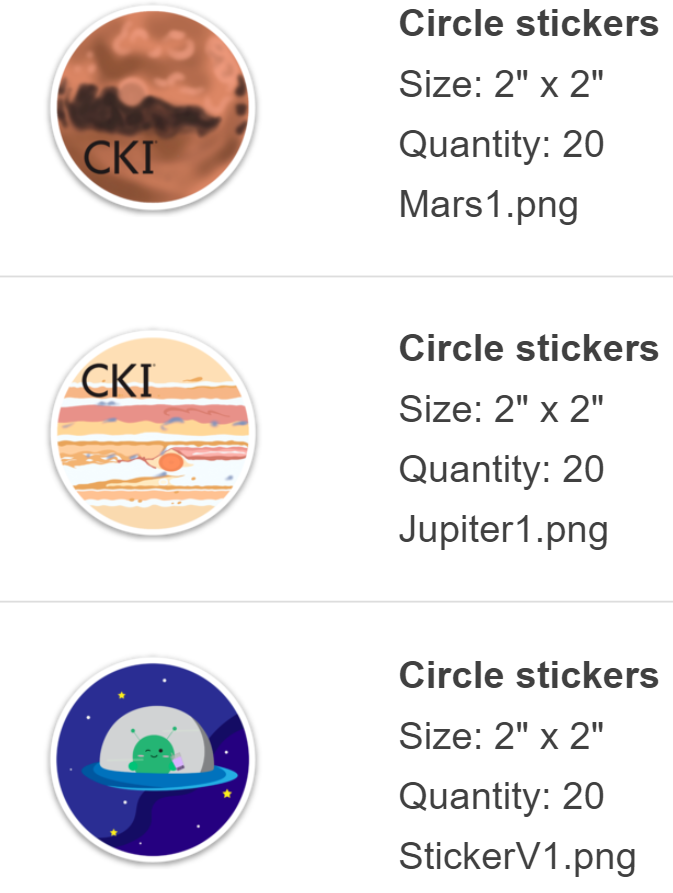 Circle stickers
Size: 2" x 2"
Quantity: 20
Mars1.png
CKI
Circle stickers
Size: 2" x 2"
Quantity: 20
Jupiter1.png
CKI
Circle stickers
Size: 2" x 2"
Quantity: 20
StickerV1.png